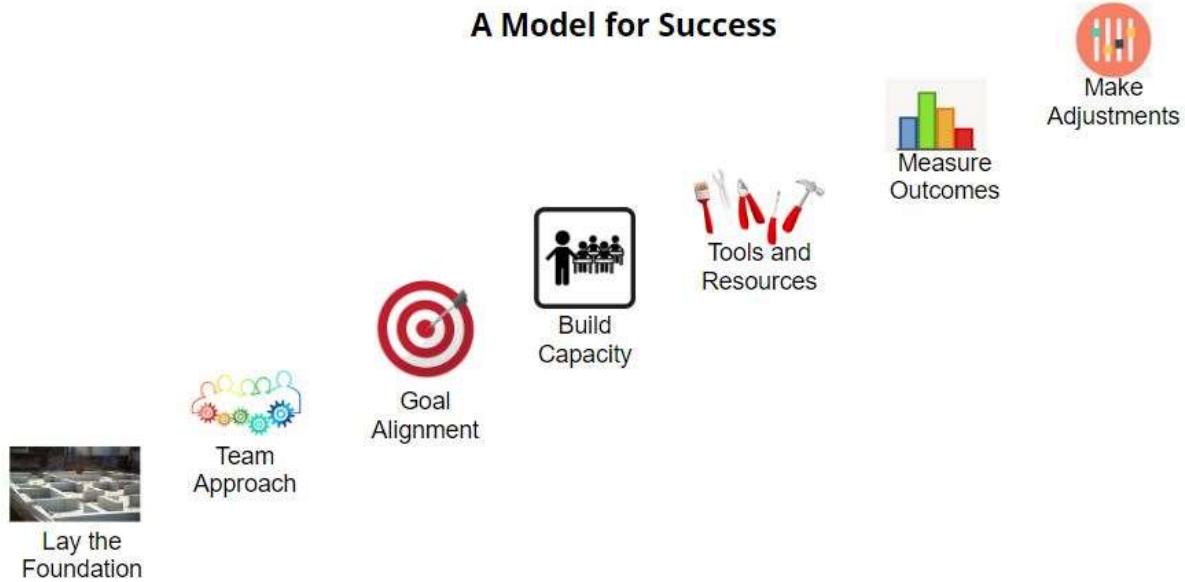 A Model for Success
Lay the
Foundation
Team
Approach
Goal
Alignment
Build
Capacity
Tools and
Resources
Measure
Outcomes
Make
Adjustments